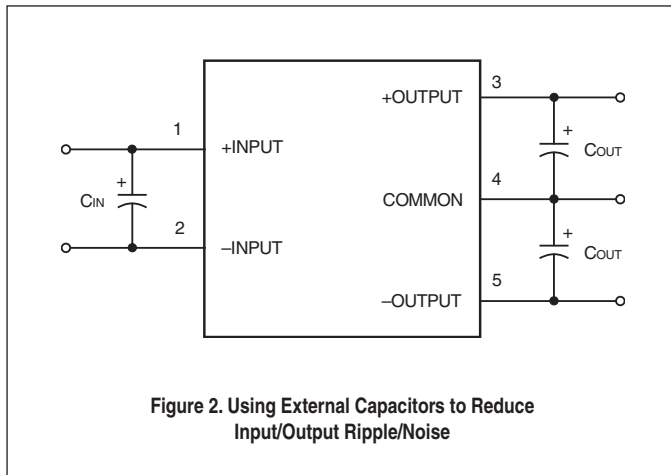 3
+OUTPUT
+
COUT
1
+INPUT
4
COMMON
+
CIN
2
–INPUT
+
COUT
5
–OUTPUT
Figure 2. Using External Capacitors to Reduce
Input/Output Ripple/Noise